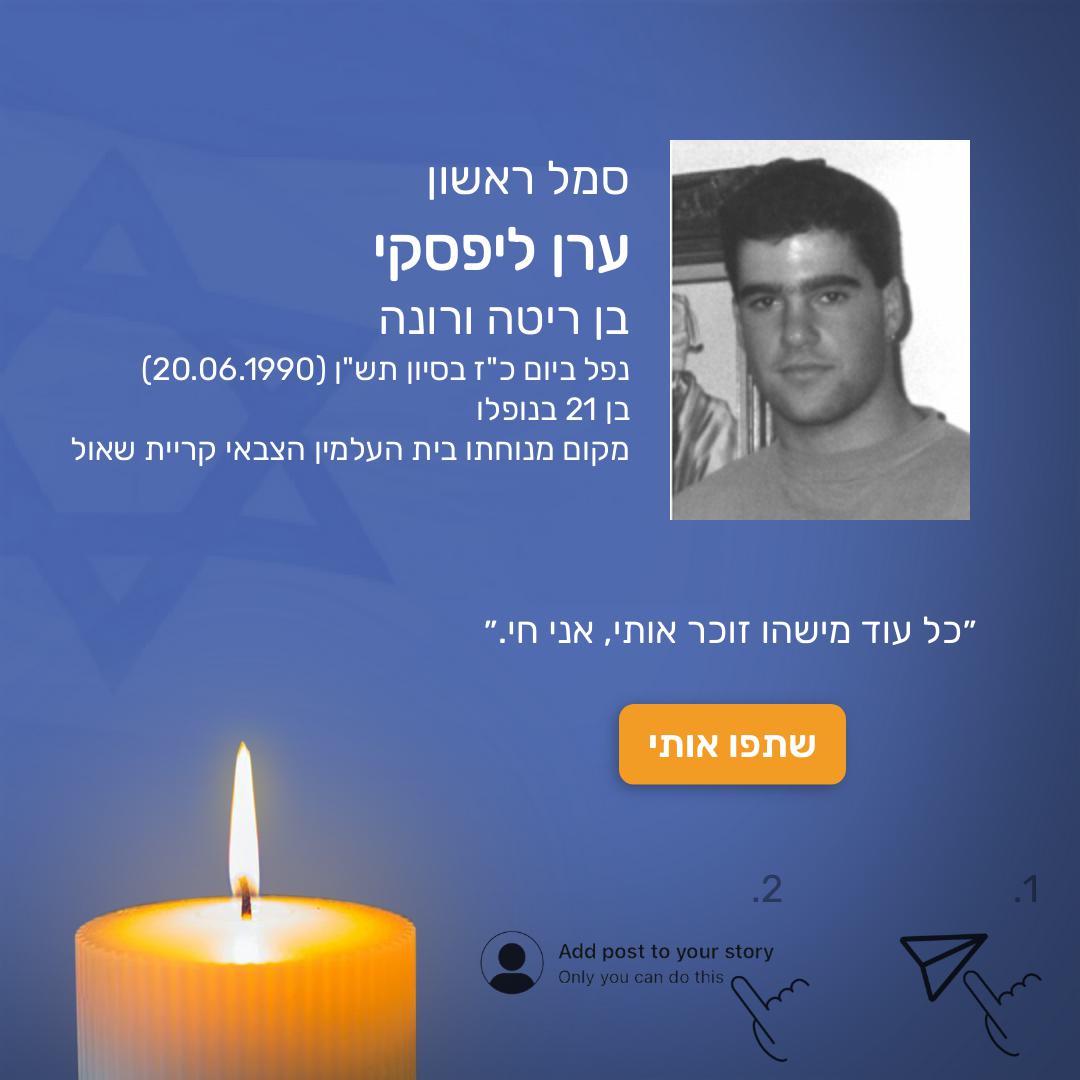 סמל ראשון
ערן ליפסקי
בן ריטה ורונה
נפל ביום כ"ז בסיון תש"ן (20.06.1990)
בן 21 בנופלו
מקום מנוחתו בית העלמין הצבאי קריית שאול
״כל עוד מישהו זוכר אותי, אני חי.״
שתפו אותי
.1
.2
Add post to your story
Only you can do this